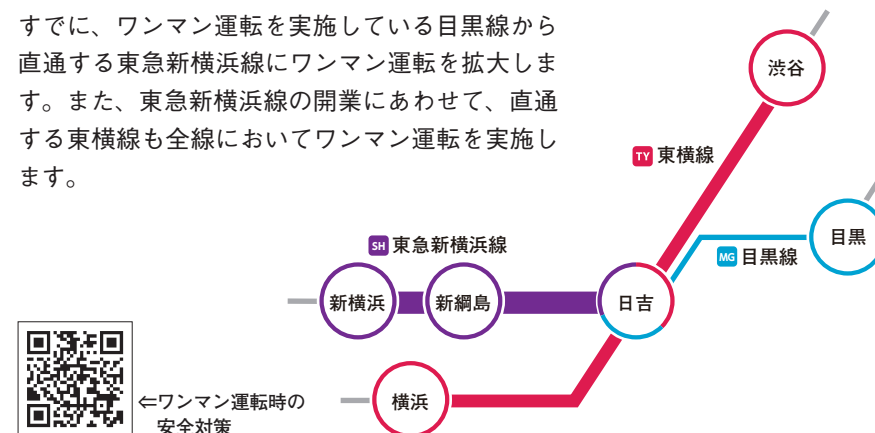 すでに、ワンマン運転を実施している目黒線から
直通する東急新横浜線にワンマン運転を拡大しま
す。また、東急新横浜線の開業にあわせて、直通
する東横線も全線においてワンマン運転を実施し
ます。
渋谷
TY 東横線
目黒
MG 目黒線
SH 東急新横浜線
新横浜
新綱島
日吉
横浜
⇐ワンマン運転時の
安全対策